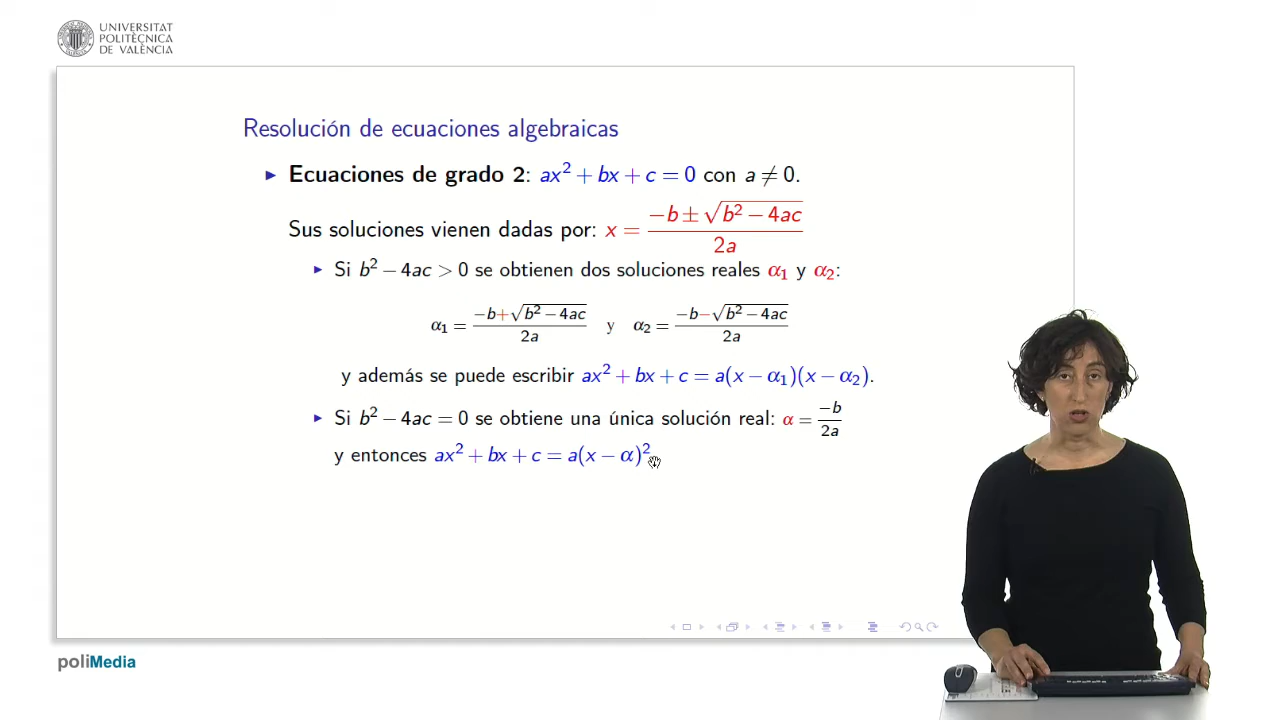 UNIVERSITAT
POLITÈCNICA
DE VALÈNCIA
Resolución de ecuaciones algebraicas
▶ Ecuaciones de grado 2: ax² + bx + c = 0 con a ≠ 0.
Sus soluciones vienen dadas por: x = (−b ± √(b² − 4ac)) / 2a
▶ Si b² − 4ac > 0 se obtienen dos soluciones reales α₁ y α₂:
α₁ = (−b+√(b² − 4ac)) / 2a y α₂ = (−b−√(b² − 4ac)) / 2a
y además se puede escribir ax² + bx + c = a(x − α₁)(x − α₂).
▶ Si b² − 4ac = 0 se obtiene una única solución real: α = −b / 2a
y entonces ax² + bx + c = a(x − α)²
poliMedia